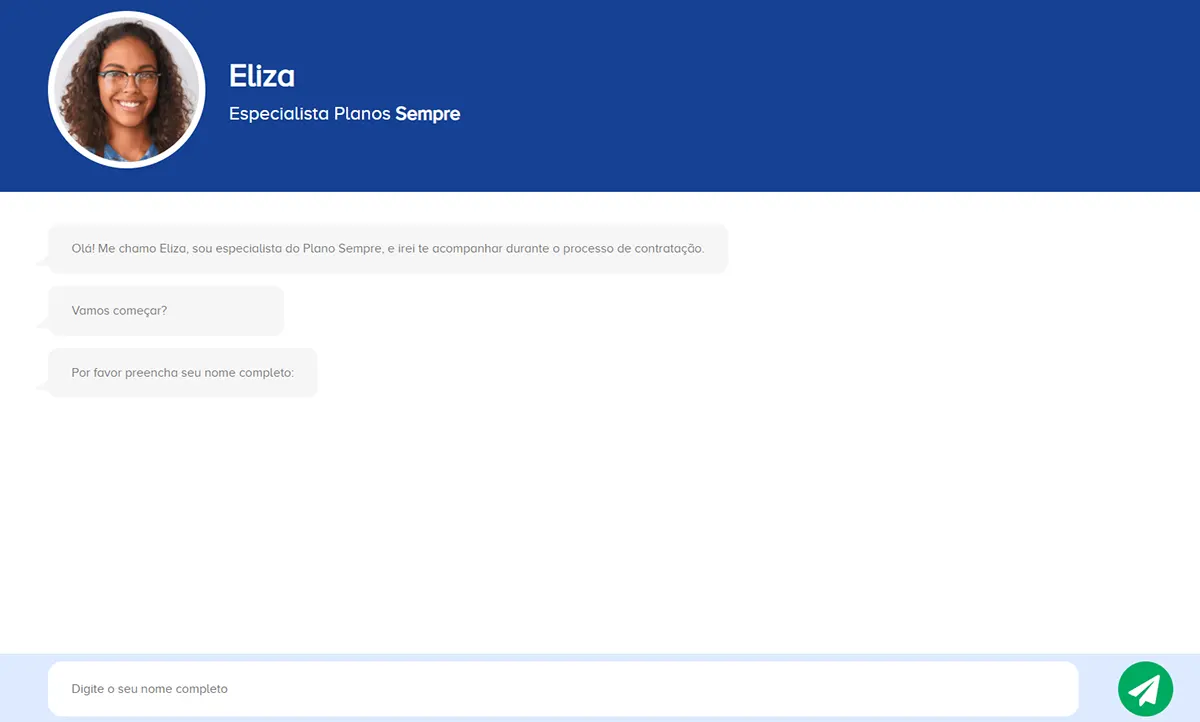 Eliza
Especialista Planos Sempre
Olá! Me chamo Eliza, sou especialista do Plano Sempre, e irei te acompanhar durante o processo de contratação.
Vamos começar?
Por favor preencha seu nome completo:
Digite o seu nome completo